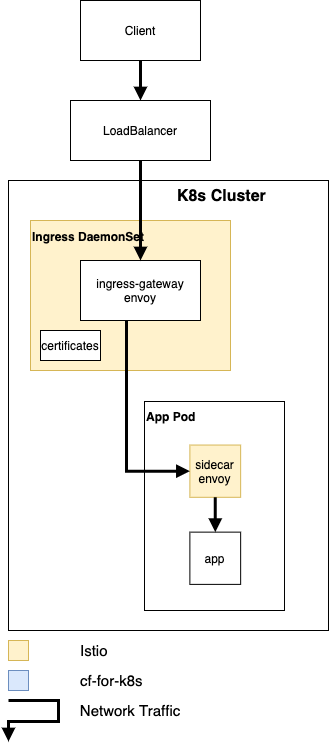 Client
LoadBalancer
K8s Cluster
Ingress DaemonSet
ingress-gateway
envoy
certificates
App Pod
sidecar
envoy
app
Istio
cf-for-k8s
Network Traffic